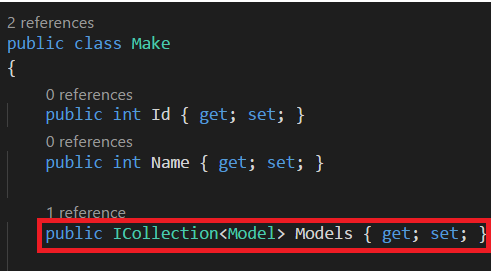 2 references
public class Make
{
0 references
public int Id { get; set; }
0 references
public int Name { get; set; }
1 reference
public ICollection<Model> Models { get; set; }